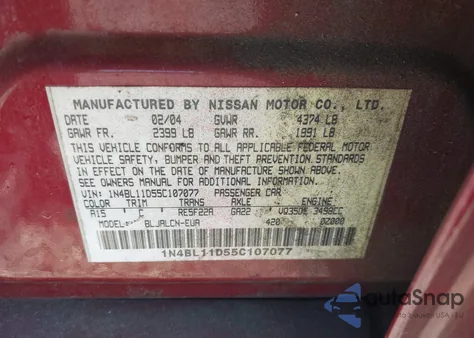 MANUFACTURED BY NISSAN MOTOR CO., LTD.
DATE 02/04 GVWR 4374 LB
GAWR FR. 2399 LB GAWR RR. 1991 LB
THIS VEHICLE CONFORMS TO ALL APPLICABLE FEDERAL MOTOR
VEHICLE SAFETY, BUMPER AND THEFT PREVENTION STANDARDS
IN EFFECT ON THE DATE OF MANUFACTURE SHOWN ABOVE.
SEE OWNERS MANUAL FOR ADDITIONAL INFORMATION
VIN: 1N4BL11D55C107077 PASSENGER CAR
COLOR TRIM TRANS AXLE ENGINE
A15 C RE5F22A GA22 VQ35DE 3498CC
MODEL: BLJALCN-EUA 420 0Z000
1N4BL11D55C107077
AutoSnap